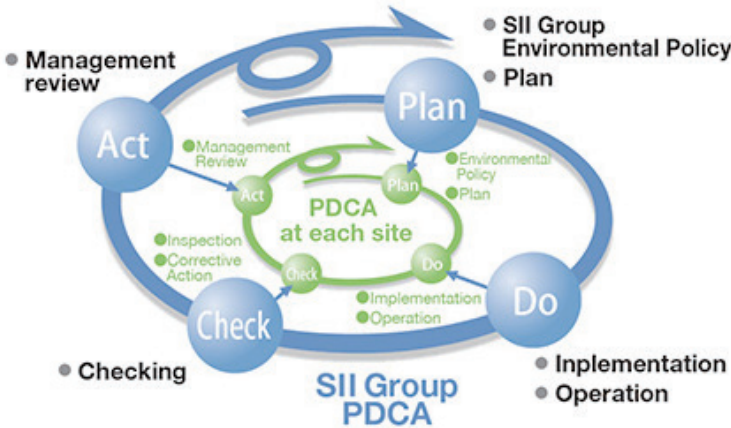 ● Management
review
Act
● SII Group
Environmental Policy
● Plan
Plan
● Management
Review
Act
Plan
● Environmental
Policy
● Plan
PDCA
at each site
● Inspection
● Corrective
Action
Check
Do
● Implementation
● Operation
Check
Do
● Checking
SII Group
PDCA
● Inplementation
● Operation